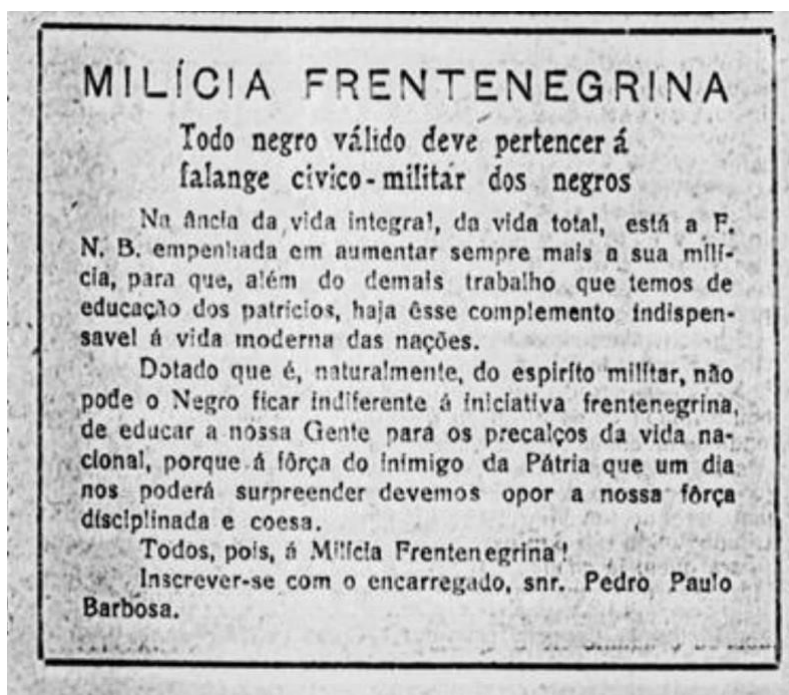 MILÍCIA FRENTENEGRINA
Todo negro válido deve pertencer á
falange civico-militar dos negros
Na ância da vida integral, da vida total, está a F.
N. B. empenhada em aumentar sempre mais a sua milí-
cia, para que, além do demais trabalho que temos de
educação dos patrícios, haja êsse complemento indispen-
savel á vida moderna das nações.
Dotado que é, naturalmente, do espirito militar, não
pode o Negro ficar indiferente á iniciativa frentenegrina,
de educar a nossa Gente para os precalços da vida na-
cional, porque á fôrça do inimigo da Pátria que um dia
nos poderá surpreender devemos opor a nossa fôrça
disciplinada e coesa.
Todos, pois, á Milícia Frentenegrina!
Inscrever-se com o encarregado, snr. Pedro Paulo
Barbosa.